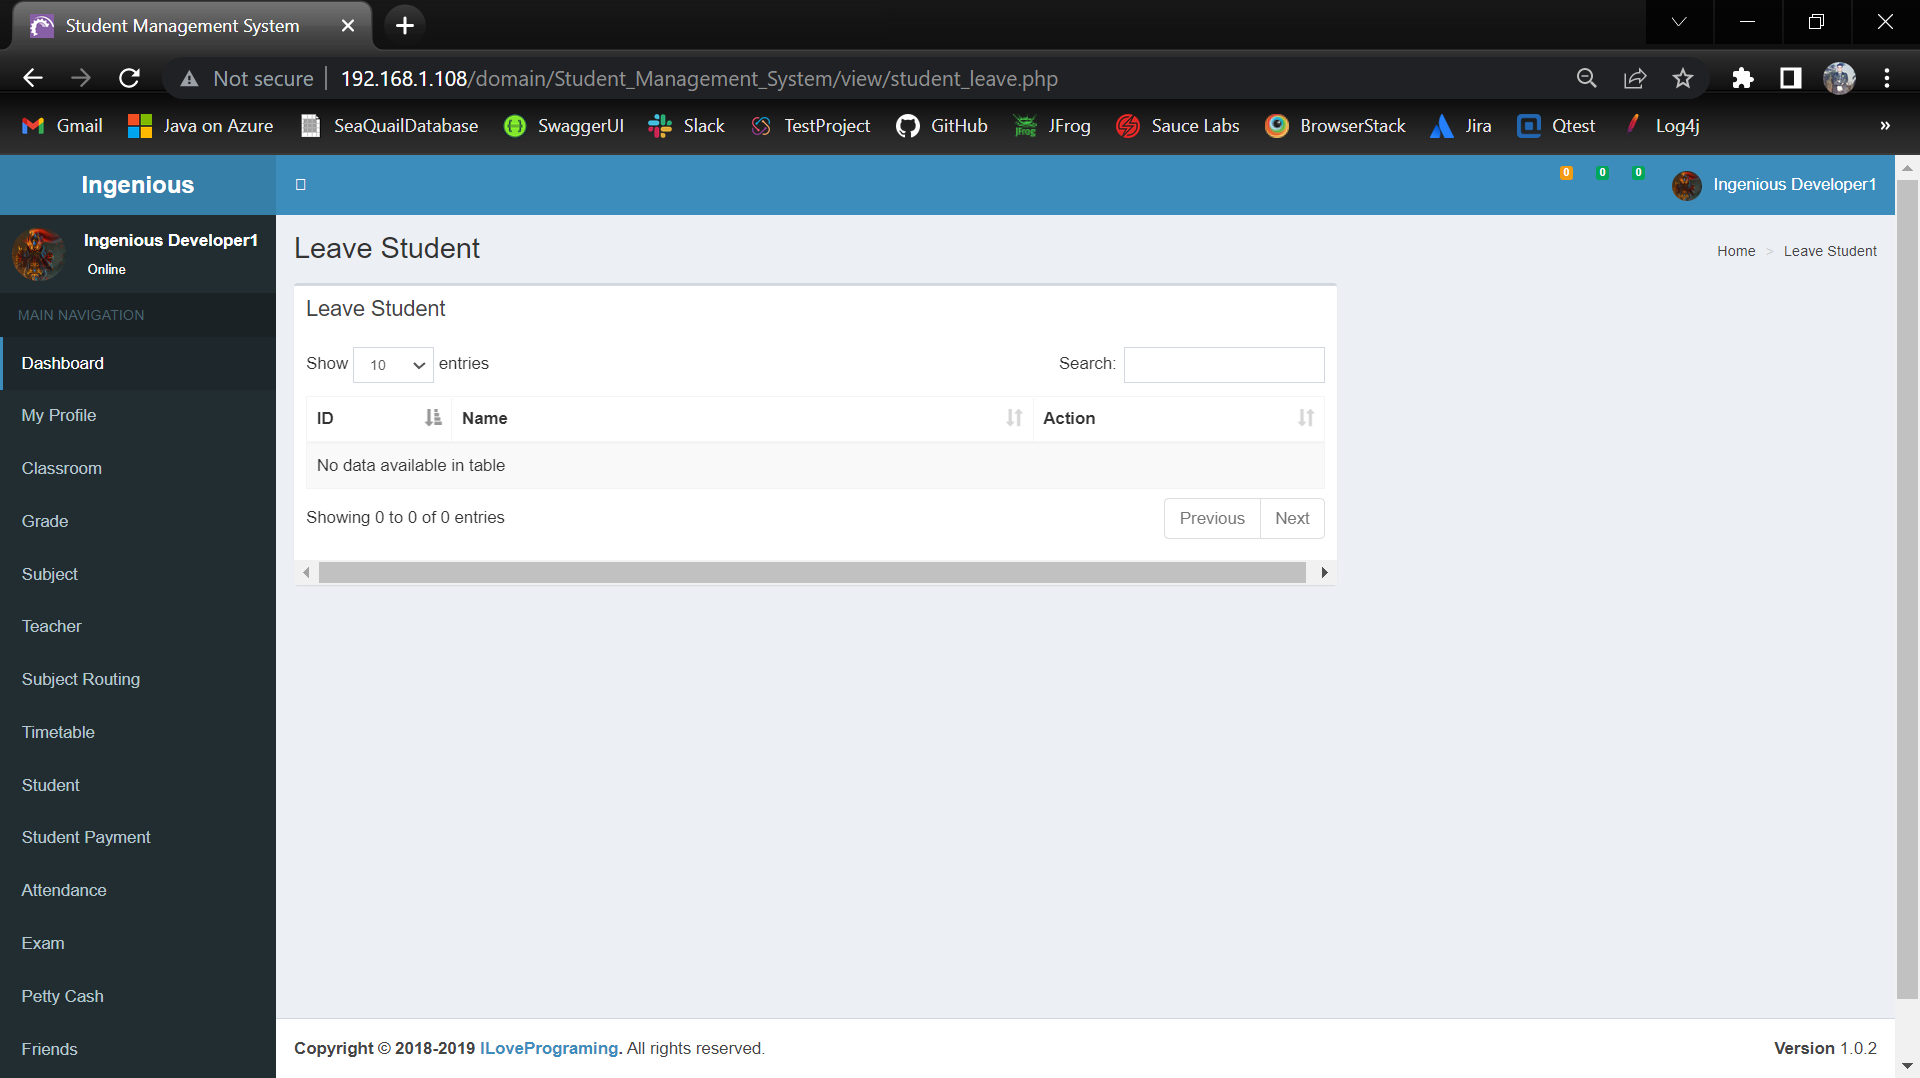 Student Management System
Not secure 192.168.1.108/domain/Student_Management_System/view/student_leave.php
Gmail Java on Azure SeaQuailDatabase SwaggerUI Slack TestProject GitHub JFrog Sauce Labs BrowserStack Jira Qtest Log4j »
Ingenious
0 0 0 Ingenious Developer1
Ingenious Developer1
Online
MAIN NAVIGATION
Dashboard
My Profile
Classroom
Grade
Subject
Teacher
Subject Routing
Timetable
Student
Student Payment
Attendance
Exam
Petty Cash
Friends
Leave Student
Home > Leave Student
Leave Student
Show 10 entries Search:
ID Name Action
No data available in table
Showing 0 to 0 of 0 entries Previous Next
Copyright © 2018-2019 ILovePrograming. All rights reserved. Version 1.0.2